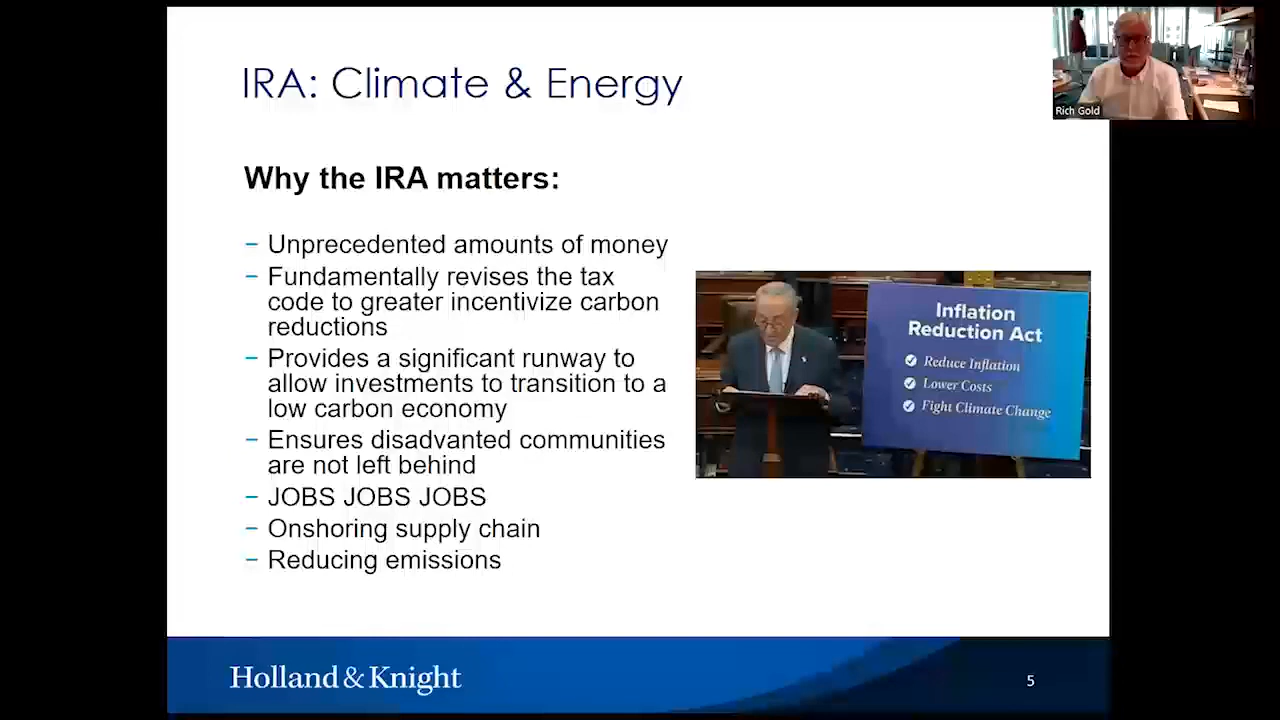 IRA: Climate & Energy
Rich Gold
Why the IRA matters:
– Unprecedented amounts of money
– Fundamentally revises the tax
code to greater incentivize carbon
reductions
– Provides a significant runway to
allow investments to transition to a
low carbon economy
– Ensures disadvanted communities
are not left behind
– JOBS JOBS JOBS
– Onshoring supply chain
– Reducing emissions
Inflation
Reduction Act
Reduce Inflation
Lower Costs
Fight Climate Change
Holland & Knight
5